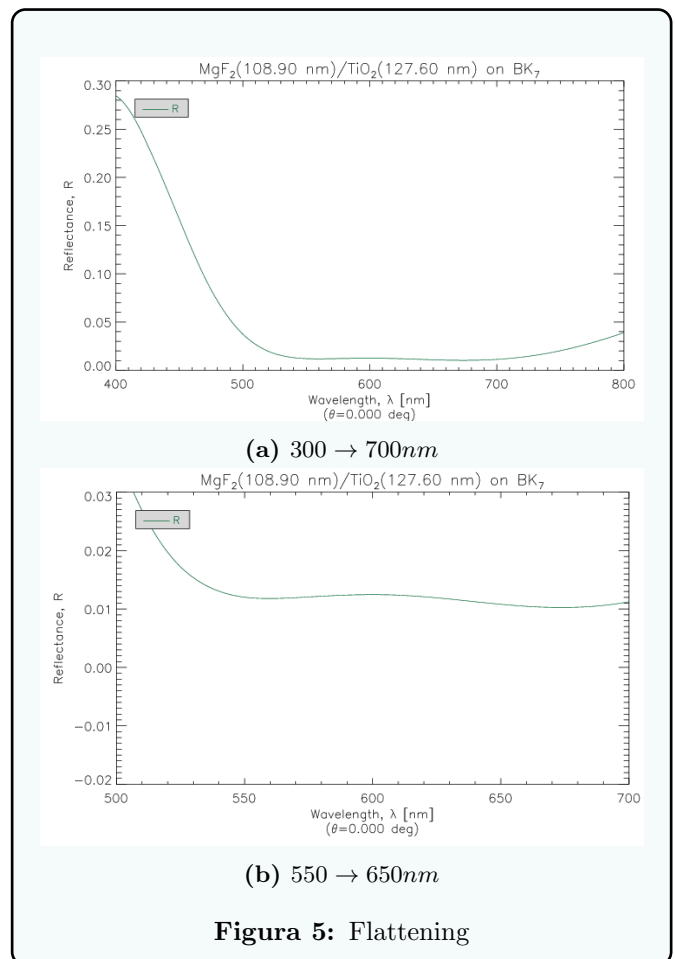 MgF₂(108.90 nm)/TiO₂(127.60 nm) on BK₇
0.30
0.25
0.20
0.15
0.10
0.05
0.00
Reflectance, R
R
400
500
600
700
800
Wavelength, λ [nm]
(θ=0.000 deg)
(a) 300 → 700nm
MgF₂(108.90 nm)/TiO₂(127.60 nm) on BK₇
0.03
0.02
0.01
0.00
−0.01
−0.02
Reflectance, R
R
500
550
600
650
700
Wavelength, λ [nm]
(θ=0.000 deg)
(b) 550 → 650nm
Figura 5: Flattening